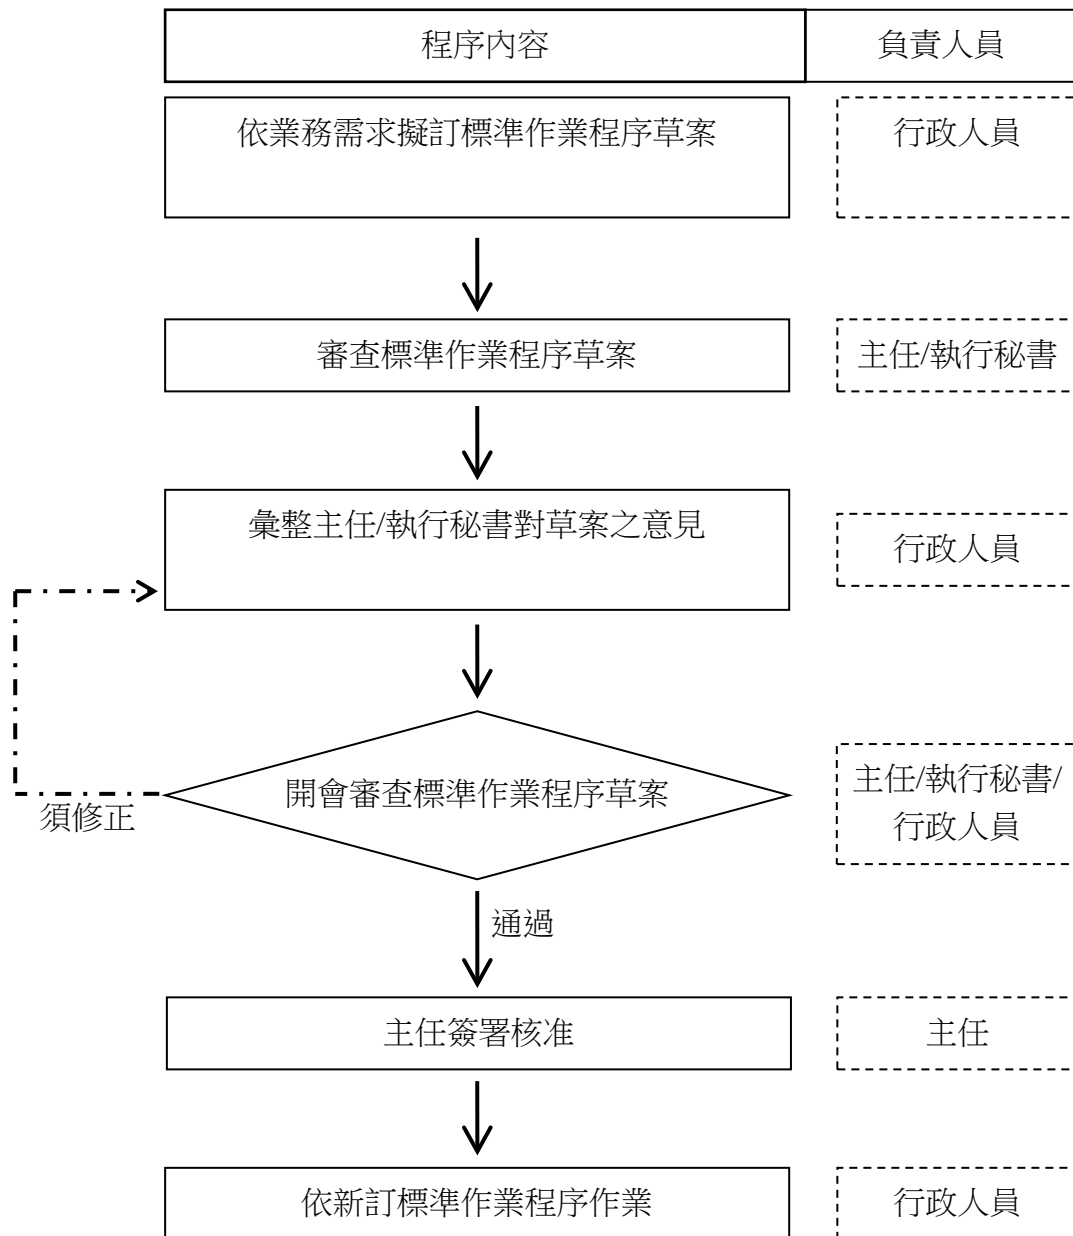 程序內容
負責人員
依業務需求擬訂標準作業程序草案
行政人員
審查標準作業程序草案
主任/執行秘書
彙整主任/執行秘書對草案之意見
行政人員
開會審查標準作業程序草案
主任/執行秘書/
行政人員
須修正
通過
主任簽署核准
主任
依新訂標準作業程序作業
行政人員